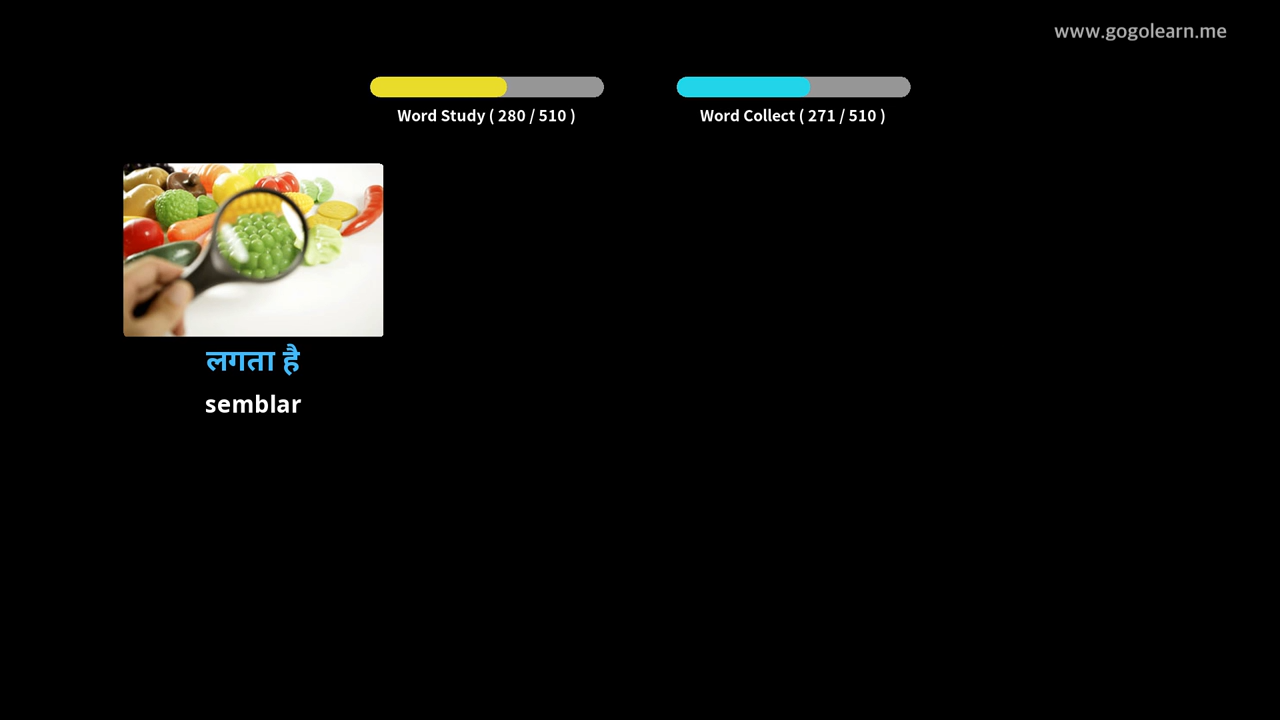 www.gogolearn.me
Word Study ( 280 / 510 )
Word Collect ( 271 / 510 )
लगता है
semblar